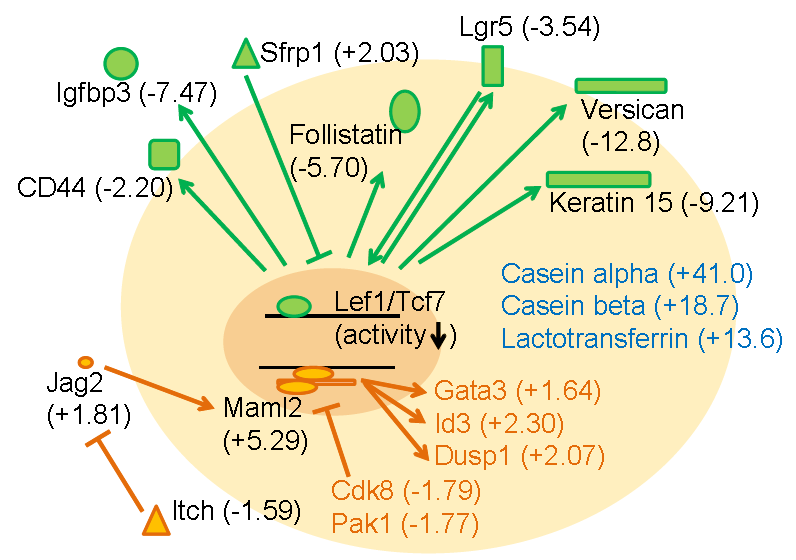 Lgr5 (-3.54)
Sfrp1 (+2.03)
Igfbp3 (-7.47)
Versican
(-12.8)
Follistatin
(-5.70)
CD44 (-2.20)
Keratin 15 (-9.21)
Casein alpha (+41.0)
Casein beta (+18.7)
Lactotransferrin (+13.6)
Lef1/Tcf7
(activity↓)
Jag2
(+1.81)
Maml2
(+5.29)
Gata3 (+1.64)
Id3 (+2.30)
Dusp1 (+2.07)
Cdk8 (-1.79)
Pak1 (-1.77)
Itch (-1.59)